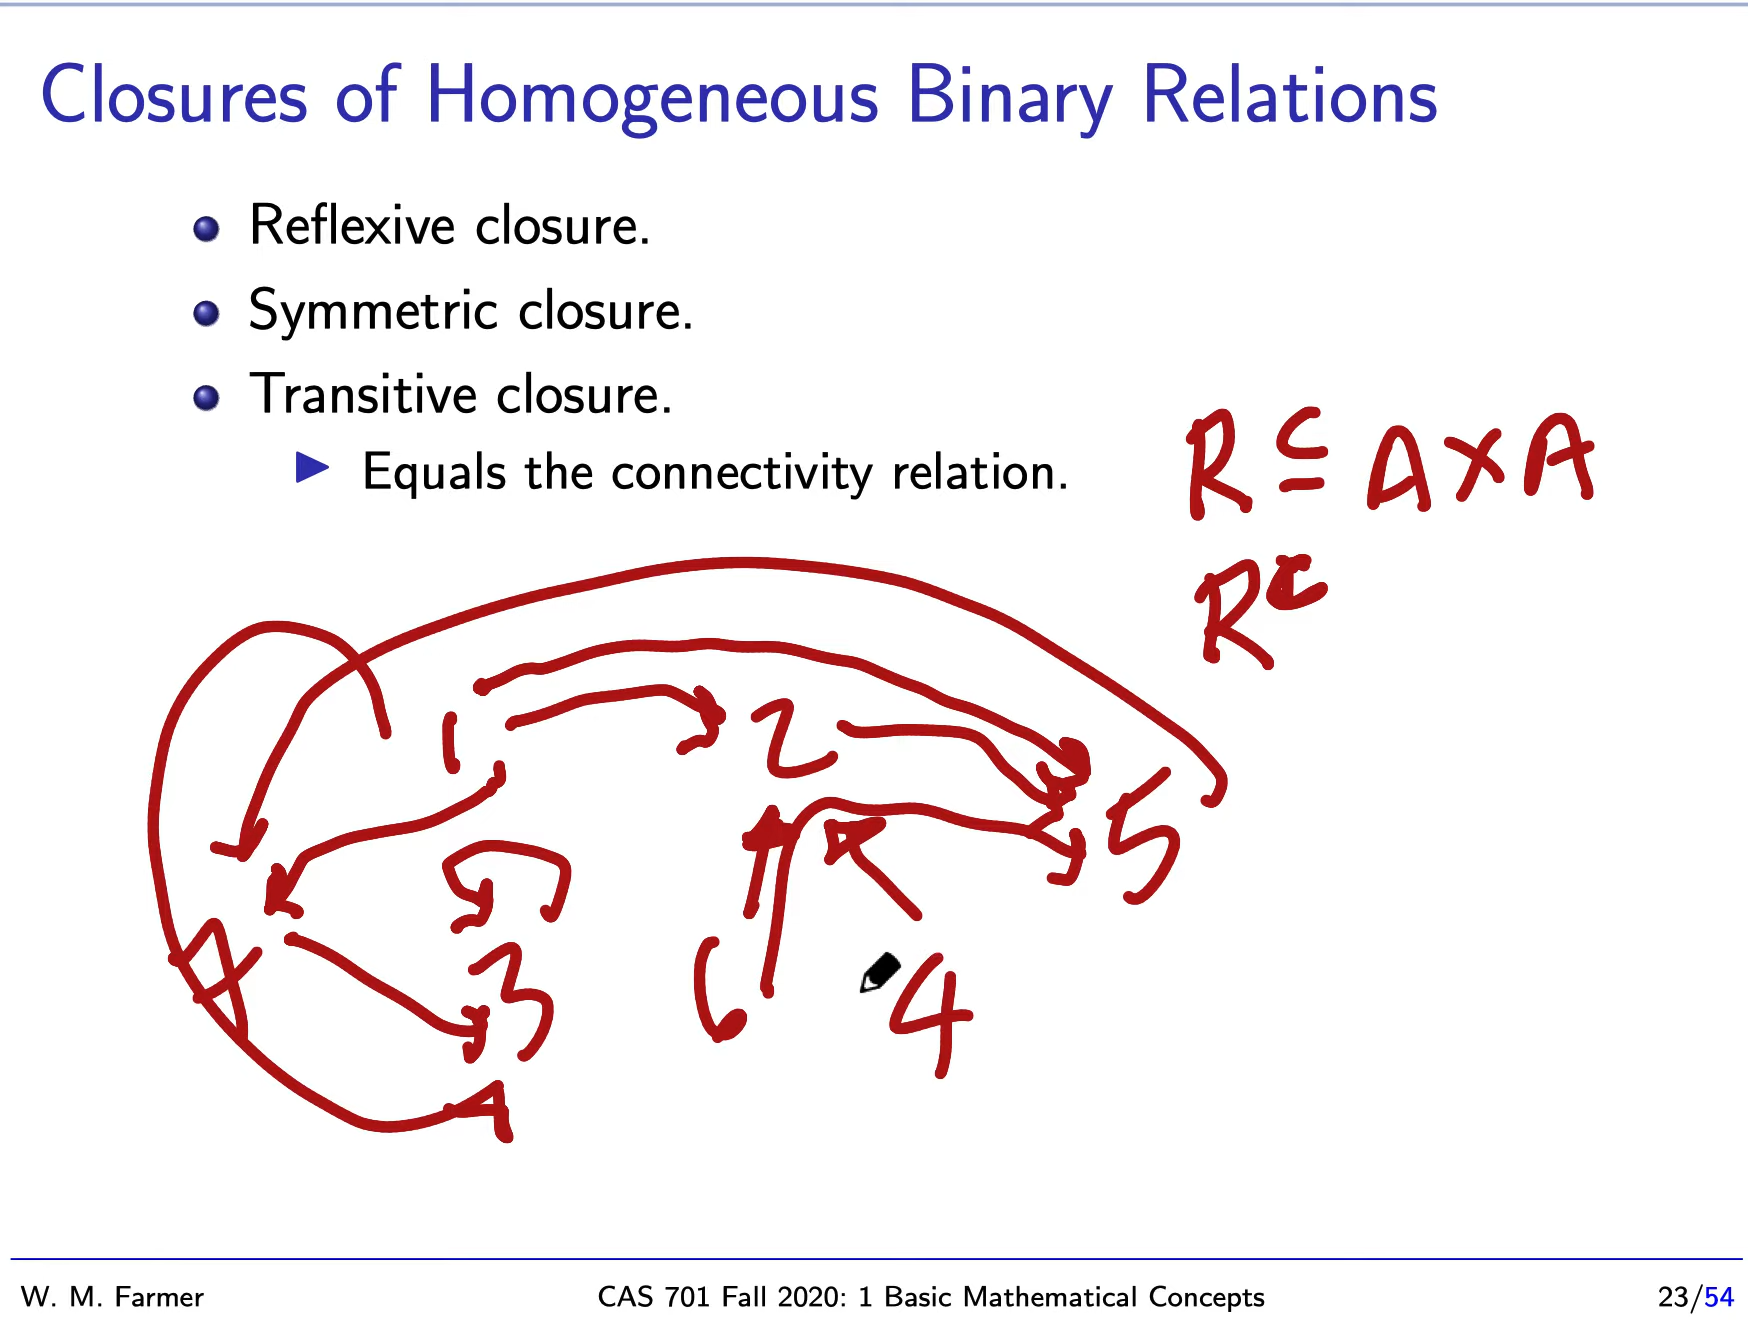 Closures of Homogeneous Binary Relations
Reflexive closure.
Symmetric closure.
Transitive closure.
Equals the connectivity relation.
R ⊆ A × A
R
1 2 5
4 3 6 4
W. M. Farmer CAS 701 Fall 2020: 1 Basic Mathematical Concepts 23/54